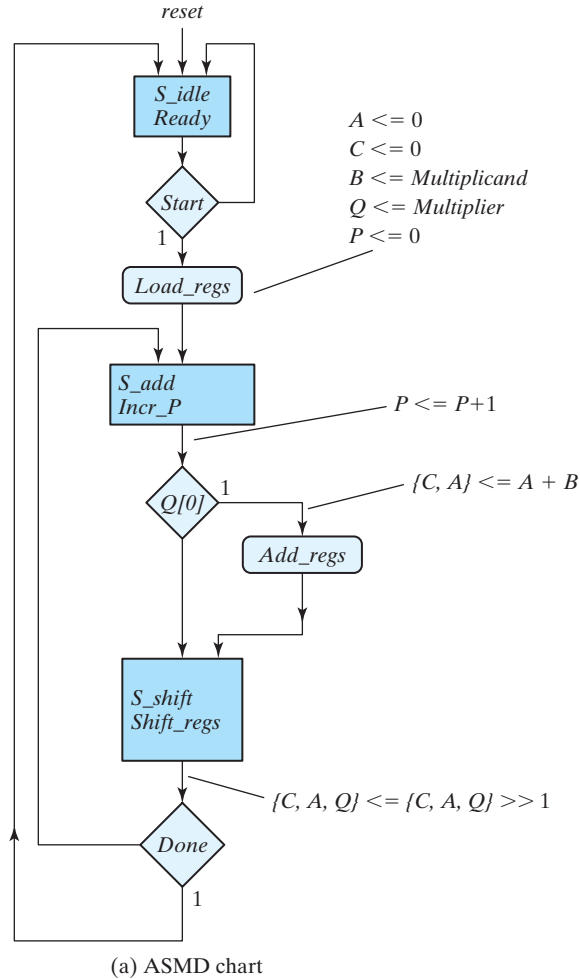 reset
S_idle
Ready
A <= 0
C <= 0
B <= Multiplicand
Q <= Multiplier
P <= 0
Start
1
Load_regs
S_add
Incr_P
P <= P+1
Q[0]
1
{C, A} <= A + B
Add_regs
S_shift
Shift_regs
{C, A, Q} <= {C, A, Q} >> 1
Done
1
(a) ASMD chart